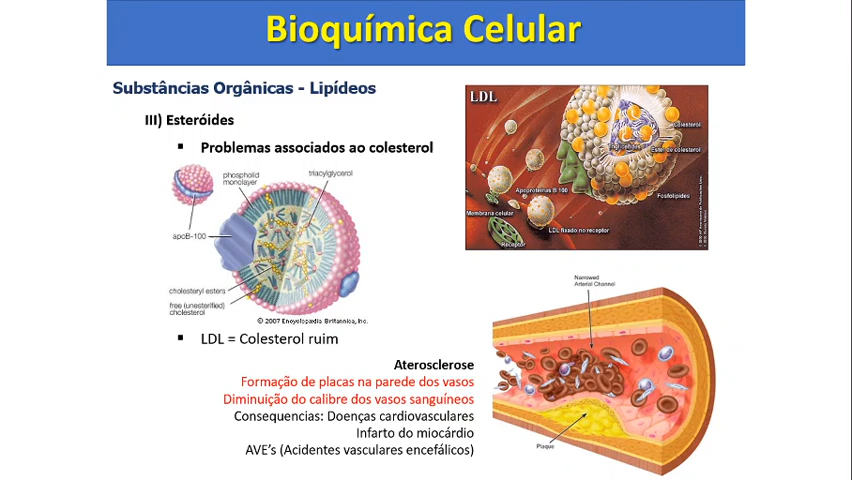 Bioquímica Celular
Substâncias Orgânicas - Lipídeos
III) Esteróides
Problemas associados ao colesterol
phospholid
monolayer
triacylglycerol
apoB-100
cholesteryl esters
free (unesterified)
cholesterol
© 2007 Encyclopædia Britannica, Inc.
LDL
Colesterol
Triglicérides
Éster de colesterol
Apoproteínas B 100
Fosfolípides
Membrana celular
LDL fixado no receptor
Receptor
LDL = Colesterol ruim
Aterosclerose
Formação de placas na parede dos vasos
Diminuição do calibre dos vasos sanguíneos
Consequencias: Doenças cardiovasculares
Infarto do miocárdio
AVE's (Acidentes vasculares encefálicos)
Narrowed
Arterial Channel
Plaque